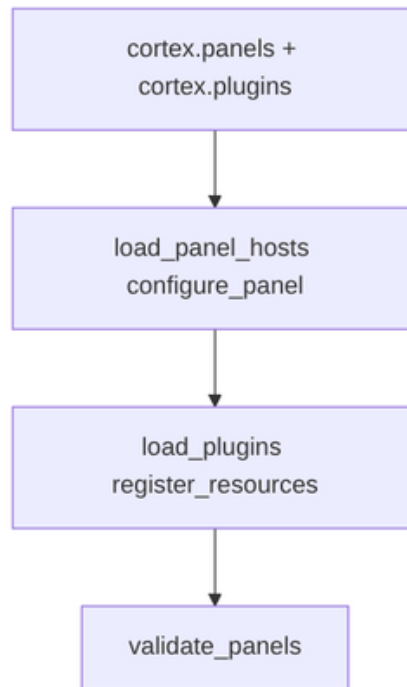 cortex.panels +
cortex.plugins
load_panel_hosts
configure_panel
load_plugins
register_resources
validate_panels